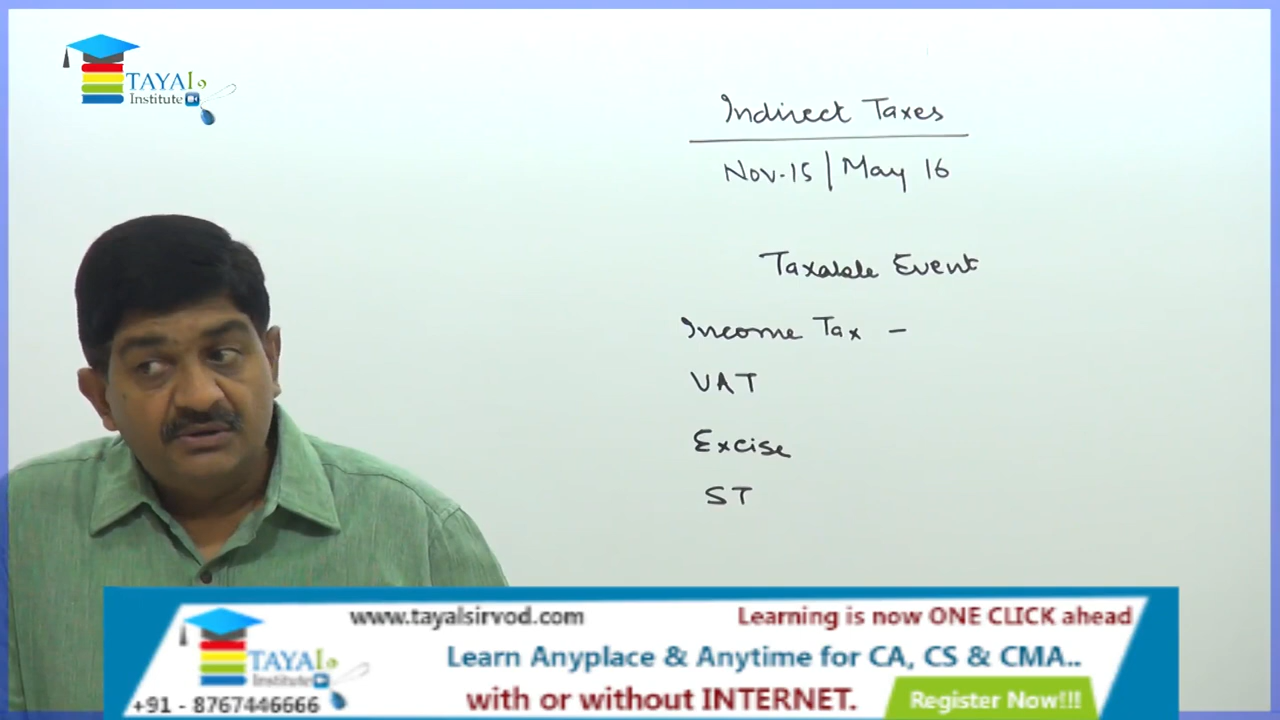 TAYAL
Institute
Indirect Taxes
Nov-15 | May 16
Taxable Event
Income Tax -
VAT
Excise
ST
www.tayalsirvod.com
Learning is now ONE CLICK ahead
TAYAL
Institute
Learn Anyplace & Anytime for CA, CS & CMA..
+91 - 8767446666
with or without INTERNET.
Register Now!!!